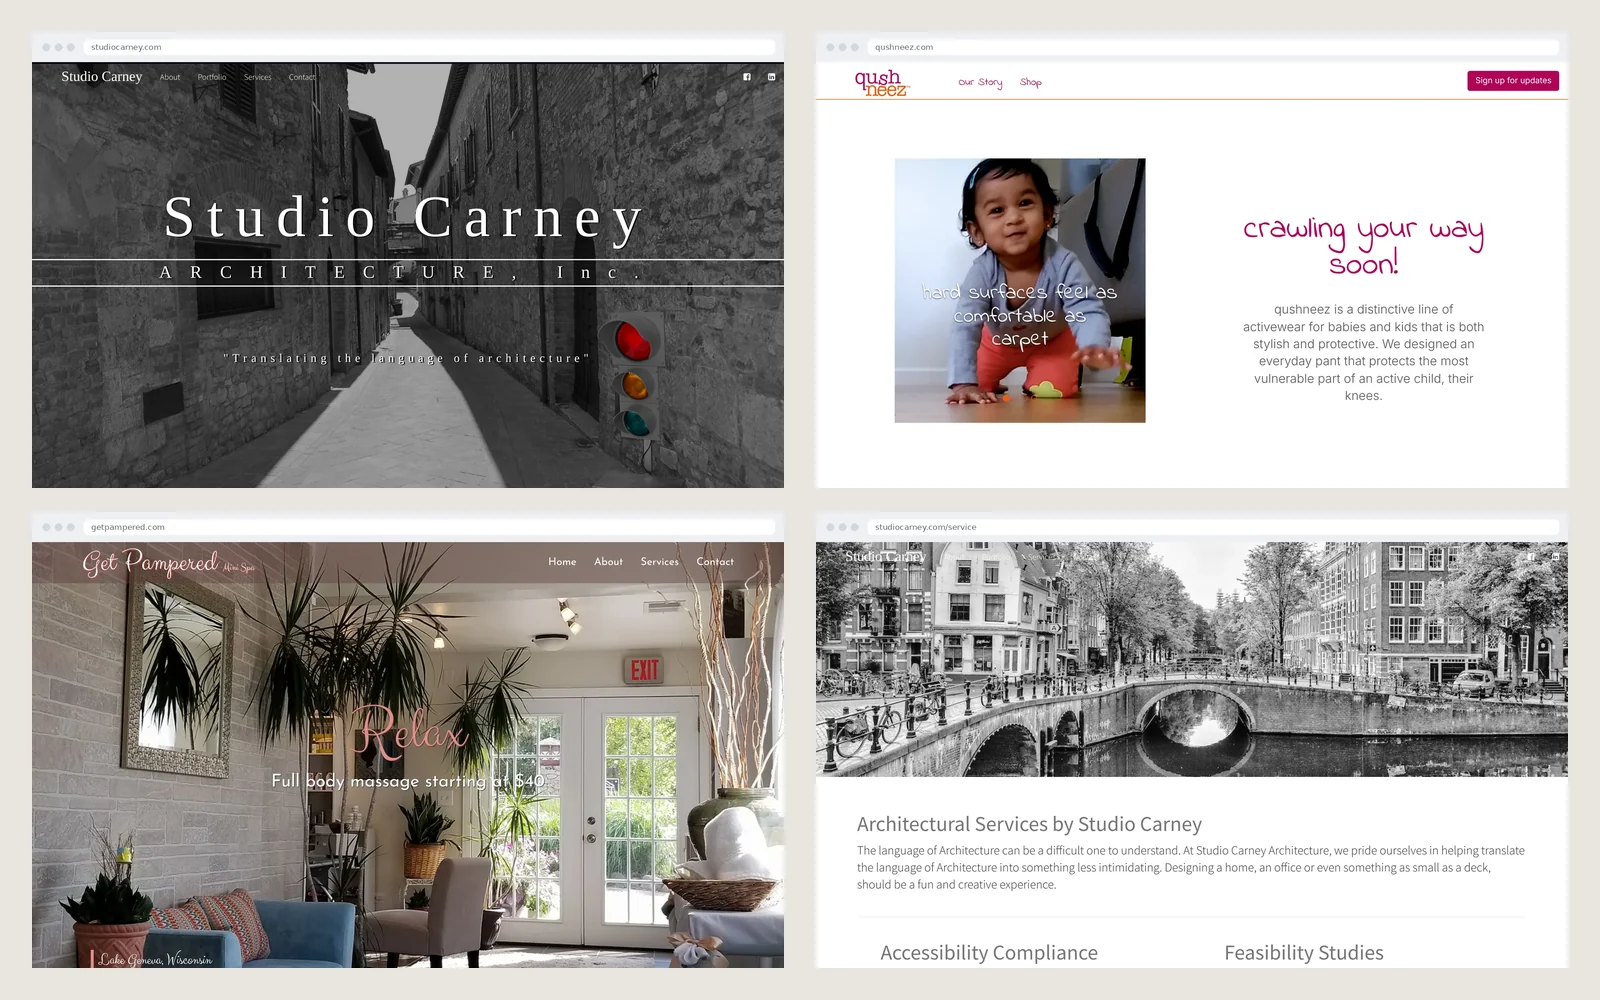 studiocarney.com
Studio Carney About Portfolio Services Contact
Studio Carney
ARCHITECTURE, Inc.
"Translating the language of architecture"
qushneez.com
qush
neez
Our Story Shop
Sign up for updates
hard surfaces feel as
comfortable as
carpet
crawling your way
soon!
qushneez is a distinctive line of
activewear for babies and kids that is both
stylish and protective. We designed an
everyday pant that protects the most
vulnerable part of an active child, their
knees.
getpampered.com
Get Pampered Mini Spa
Home About Services Contact
EXIT
Relax
Full body massage starting at $40
Lake Geneva, Wisconsin
studiocarney.com/service
Studio Carney
Architectural Services by Studio Carney
The language of Architecture can be a difficult one to understand. At Studio Carney Architecture, we pride ourselves in helping translate
the language of Architecture into something less intimidating. Designing a home, an office or even something as small as a deck,
should be a fun and creative experience.
Accessibility Compliance
Feasibility Studies